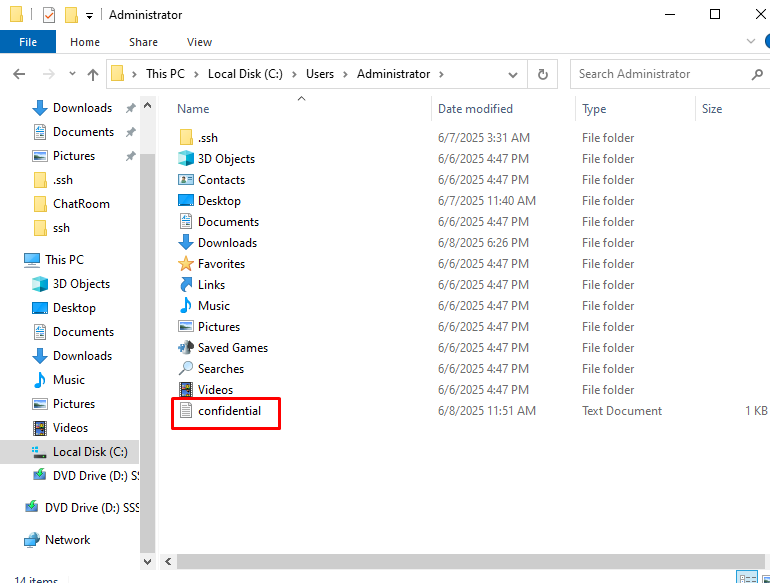 Administrator
File Home Share View
This PC Local Disk (C:) Users Administrator Search Administrator
Name Date modified Type Size
Downloads
Documents
Pictures
.ssh
ChatRoom
ssh
This PC
3D Objects
Desktop
Documents
Downloads
Music
Pictures
Videos
Local Disk (C:)
DVD Drive (D:) SS
DVD Drive (D:) SSS
Network
.ssh 6/7/2025 3:31 AM File folder
3D Objects 6/6/2025 4:47 PM File folder
Contacts 6/6/2025 4:47 PM File folder
Desktop 6/7/2025 11:40 AM File folder
Documents 6/6/2025 4:47 PM File folder
Downloads 6/8/2025 6:26 PM File folder
Favorites 6/6/2025 4:47 PM File folder
Links 6/6/2025 4:47 PM File folder
Music 6/6/2025 4:47 PM File folder
Pictures 6/6/2025 4:47 PM File folder
Saved Games 6/6/2025 4:47 PM File folder
Searches 6/6/2025 4:47 PM File folder
Videos 6/6/2025 4:47 PM File folder
confidential 6/8/2025 11:51 AM Text Document 1 KB
14 items